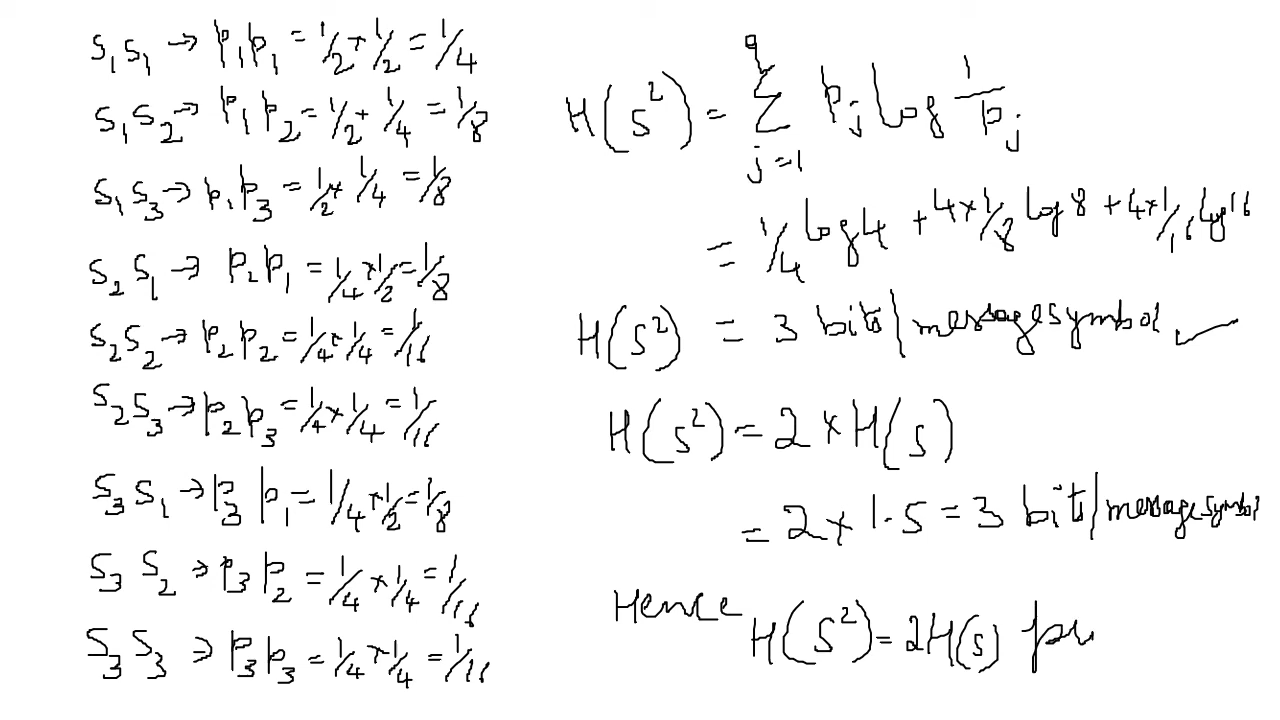 S₁S₁ → p₁p₁ = 1/2 × 1/2 = 1/4
S₁S₂ → p₁p₂ = 1/2 × 1/4 = 1/8
S₁S₃ → p₁p₃ = 1/2 × 1/4 = 1/8
S₂S₁ → p₂p₁ = 1/4 × 1/2 = 1/8
S₂S₂ → p₂p₂ = 1/4 × 1/4 = 1/16
S₂S₃ → p₂p₃ = 1/4 × 1/4 = 1/16
S₃S₁ → p₃p₁ = 1/4 × 1/2 = 1/8
S₃S₂ → p₃p₂ = 1/4 × 1/4 = 1/16
S₃S₃ → p₃p₃ = 1/4 × 1/4 = 1/16
H(S²) = Σ_{j=1}^{q} p_j log 1/p_j
= 1/4 log 4 + 4×1/8 log 8 + 4×1/16 log 16
H(S²) = 3 bits/message symbol ✓
H(S²) = 2 × H(S)
= 2 × 1.5 = 3 bits/message symbol
Hence H(S²) = 2H(S)